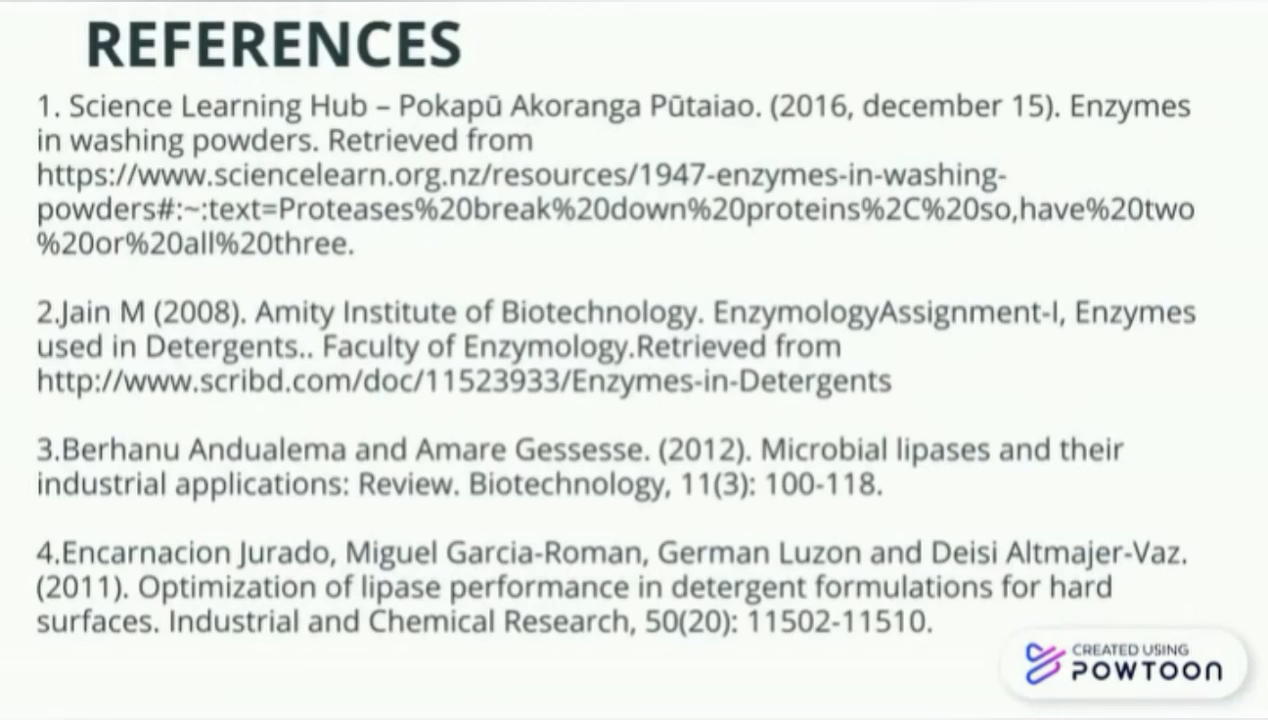 REFERENCES
1. Science Learning Hub – Pokapū Akoranga Pūtaiao. (2016, december 15). Enzymes
in washing powders. Retrieved from
https://www.sciencelearn.org.nz/resources/1947-enzymes-in-washing-
powders#:~:text=Proteases%20break%20down%20proteins%2C%20so,have%20two
%20or%20all%20three.
2.Jain M (2008). Amity Institute of Biotechnology. EnzymologyAssignment-I, Enzymes
used in Detergents.. Faculty of Enzymology.Retrieved from
http://www.scribd.com/doc/11523933/Enzymes-in-Detergents
3.Berhanu Andualema and Amare Gessesse. (2012). Microbial lipases and their
industrial applications: Review. Biotechnology, 11(3): 100-118.
4.Encarnacion Jurado, Miguel Garcia-Roman, German Luzon and Deisi Altmajer-Vaz.
(2011). Optimization of lipase performance in detergent formulations for hard
surfaces. Industrial and Chemical Research, 50(20): 11502-11510.
CREATED USING
POWTOON